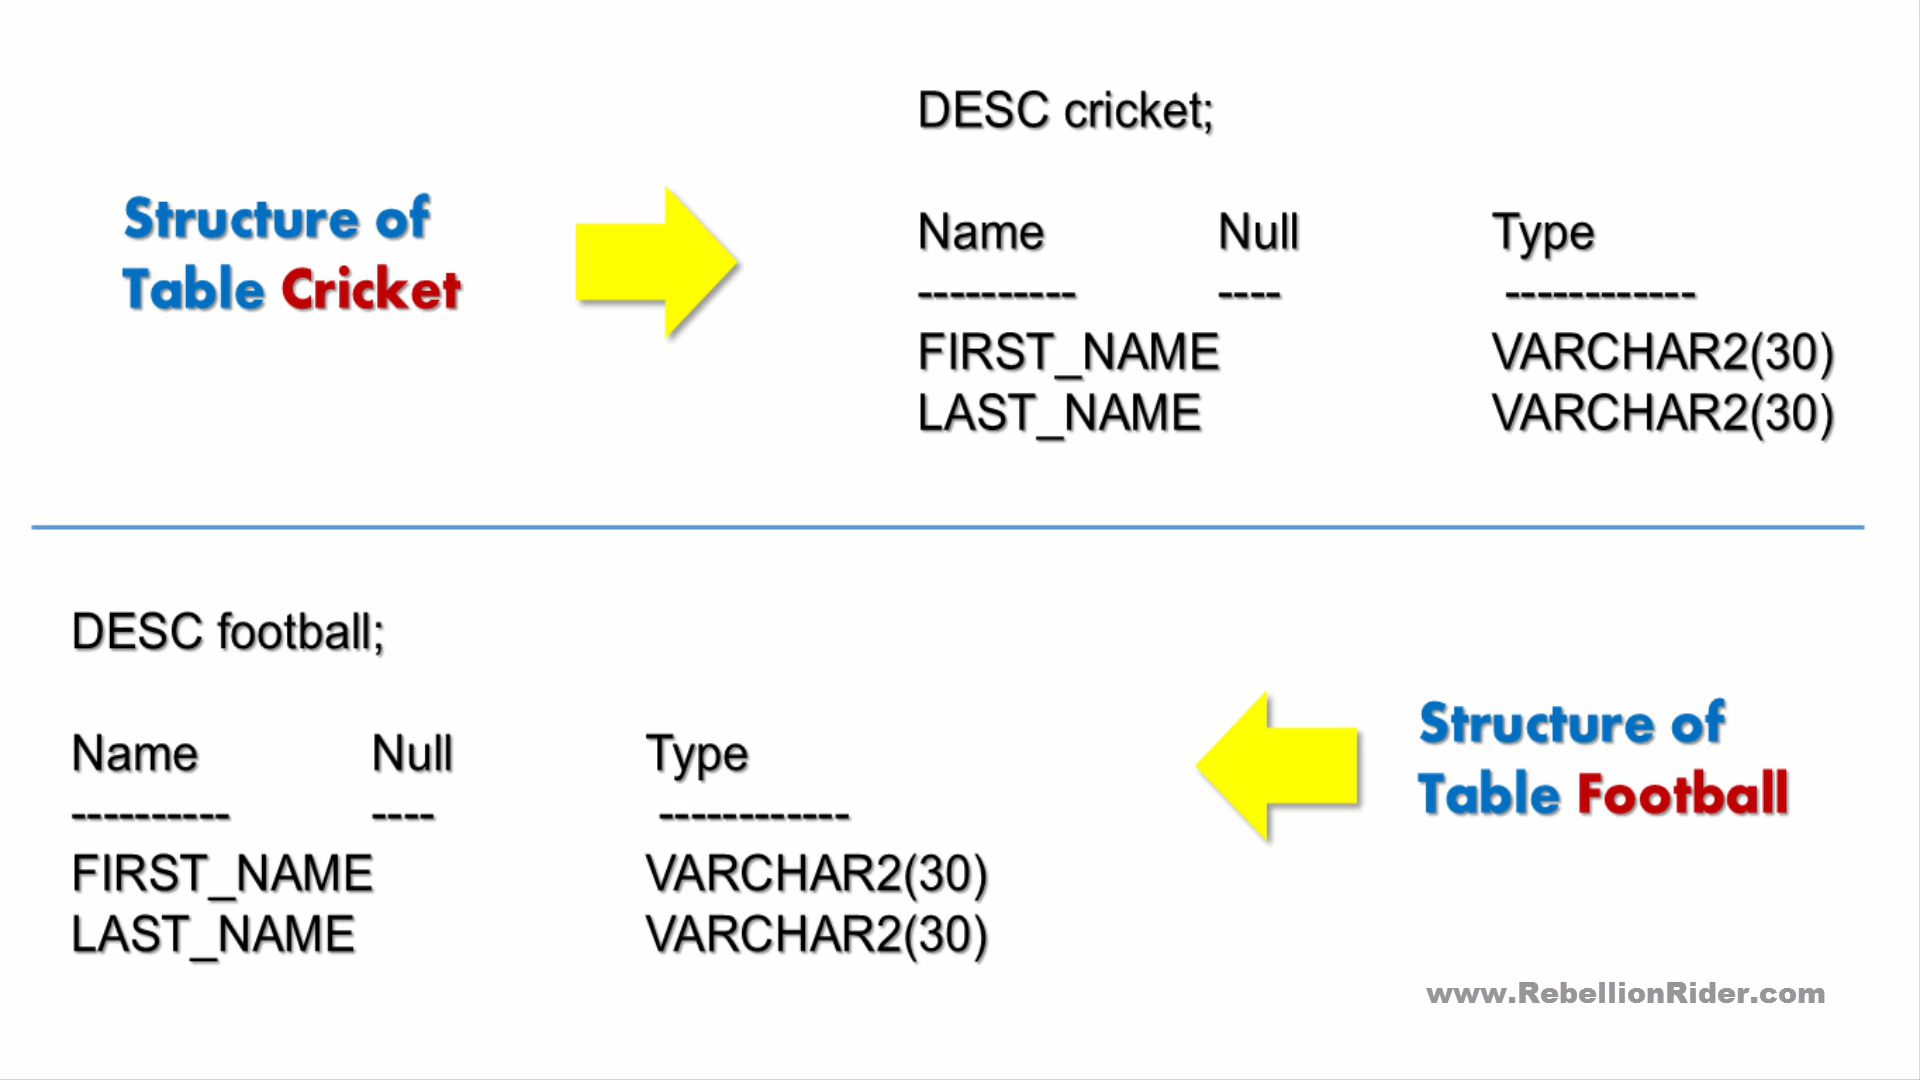 DESC cricket;
Structure of
Table Cricket
Name Null Type
---------- ---- ------------
FIRST_NAME VARCHAR2(30)
LAST_NAME VARCHAR2(30)
DESC football;
Name Null Type
---------- ---- ------------
FIRST_NAME VARCHAR2(30)
LAST_NAME VARCHAR2(30)
Structure of
Table Football
www.RebellionRider.com